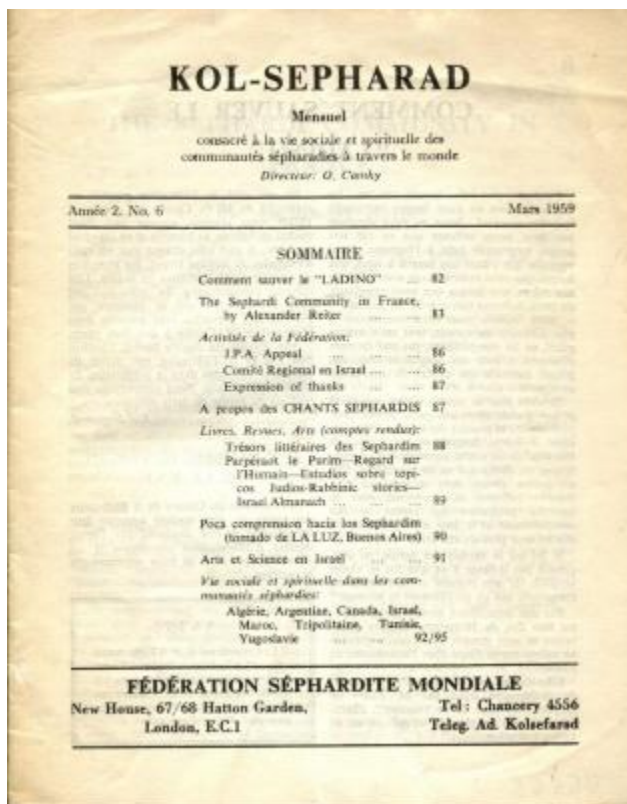 KOL-SEPHARAD
Mensuel
consacré à la vie sociale et spirituelle des
communautés sépharadies à travers le monde
Directeur: O. Camhy
Année 2, No. 6 Mars 1959
SOMMAIRE
Comment sauver le "LADINO" ... 82
The Sephardi Community in France,
by Alexander Reiter ... ... 83
Activités de la Fédération:
J.P.A. Appeal ... ... ... 86
Comité Regional en Israel ... ... 86
Expression of thanks ... ... 87
A propos des CHANTS SEPHARDIS 87
Livres, Revues, Arts (comptes rendus):
Trésors littéraires des Sephardim 88
le Purim—Regard sur
l'Humain—Estudios sobre topi-
cos Judios-Rabbinic stories—
Israel Almanach ... ... ... 89
Poca comprension hacia los Sephardim
(tomado de LA LUZ, Buenos Aires) 90
Arts et Science en Israel ... ... 91
Vie sociale et spirituelle dans les com-
munautés séphardies:
Algérie, Argentine, Canada, Israel,
Maroc, Tripolitaine, Tunisie,
Yugoslavie ... ... 92/95
FÉDÉRATION SÉPHARDITE MONDIALE
New House, 67/68 Hatton Garden, Tel: Chancery 4556
London, E.C.1 Teleg. Ad. Kolsefarad